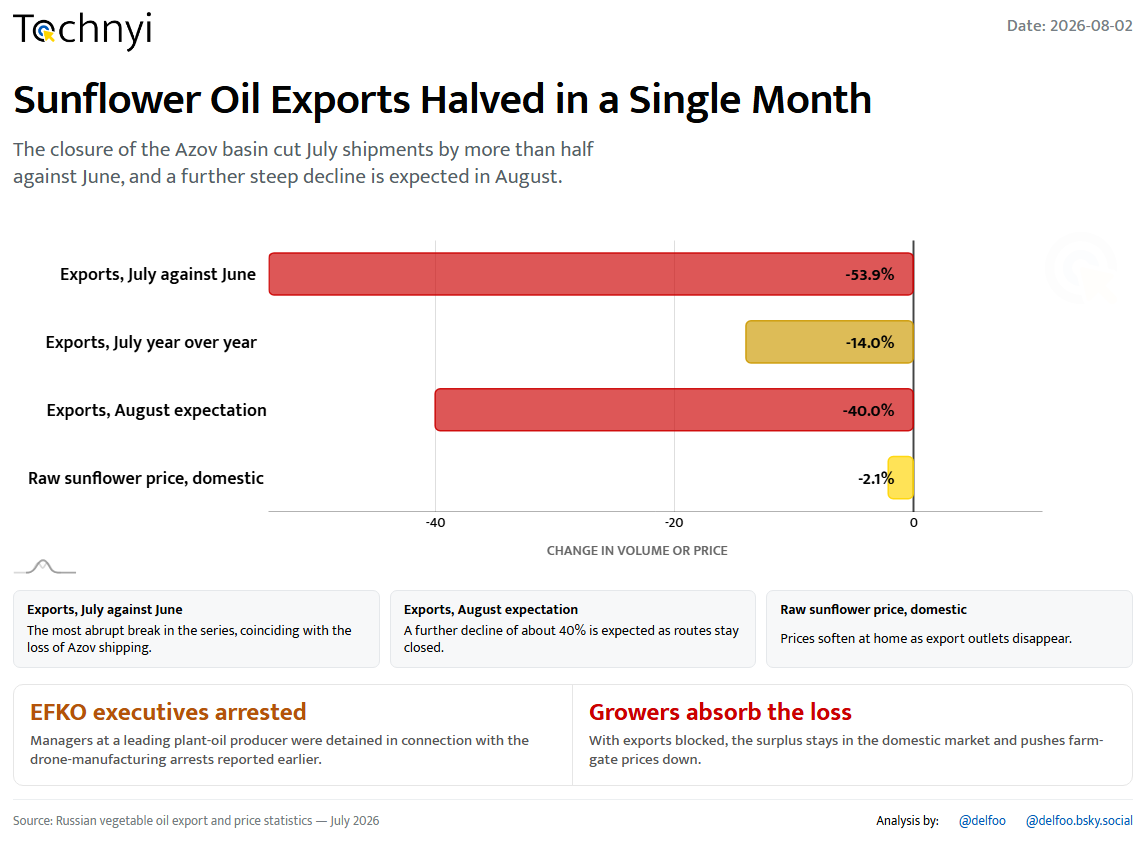 Technyi
Date: 2026-08-02
Sunflower Oil Exports Halved in a Single Month
The closure of the Azov basin cut July shipments by more than half
against June, and a further steep decline is expected in August.
Exports, July against June
-53.9%
Exports, July year over year
-14.0%
Exports, August expectation
-40.0%
Raw sunflower price, domestic
-2.1%
-40
-20
0
CHANGE IN VOLUME OR PRICE
Exports, July against June
The most abrupt break in the series, coinciding with the
loss of Azov shipping.
Exports, August expectation
A further decline of about 40% is expected as routes stay
closed.
Raw sunflower price, domestic
Prices soften at home as export outlets disappear.
EFKO executives arrested
Managers at a leading plant-oil producer were detained in connection with the
drone-manufacturing arrests reported earlier.
Growers absorb the loss
With exports blocked, the surplus stays in the domestic market and pushes farm-
gate prices down.
Source: Russian vegetable oil export and price statistics — July 2026
Analysis by: @delfoo @delfoo.bsky.social